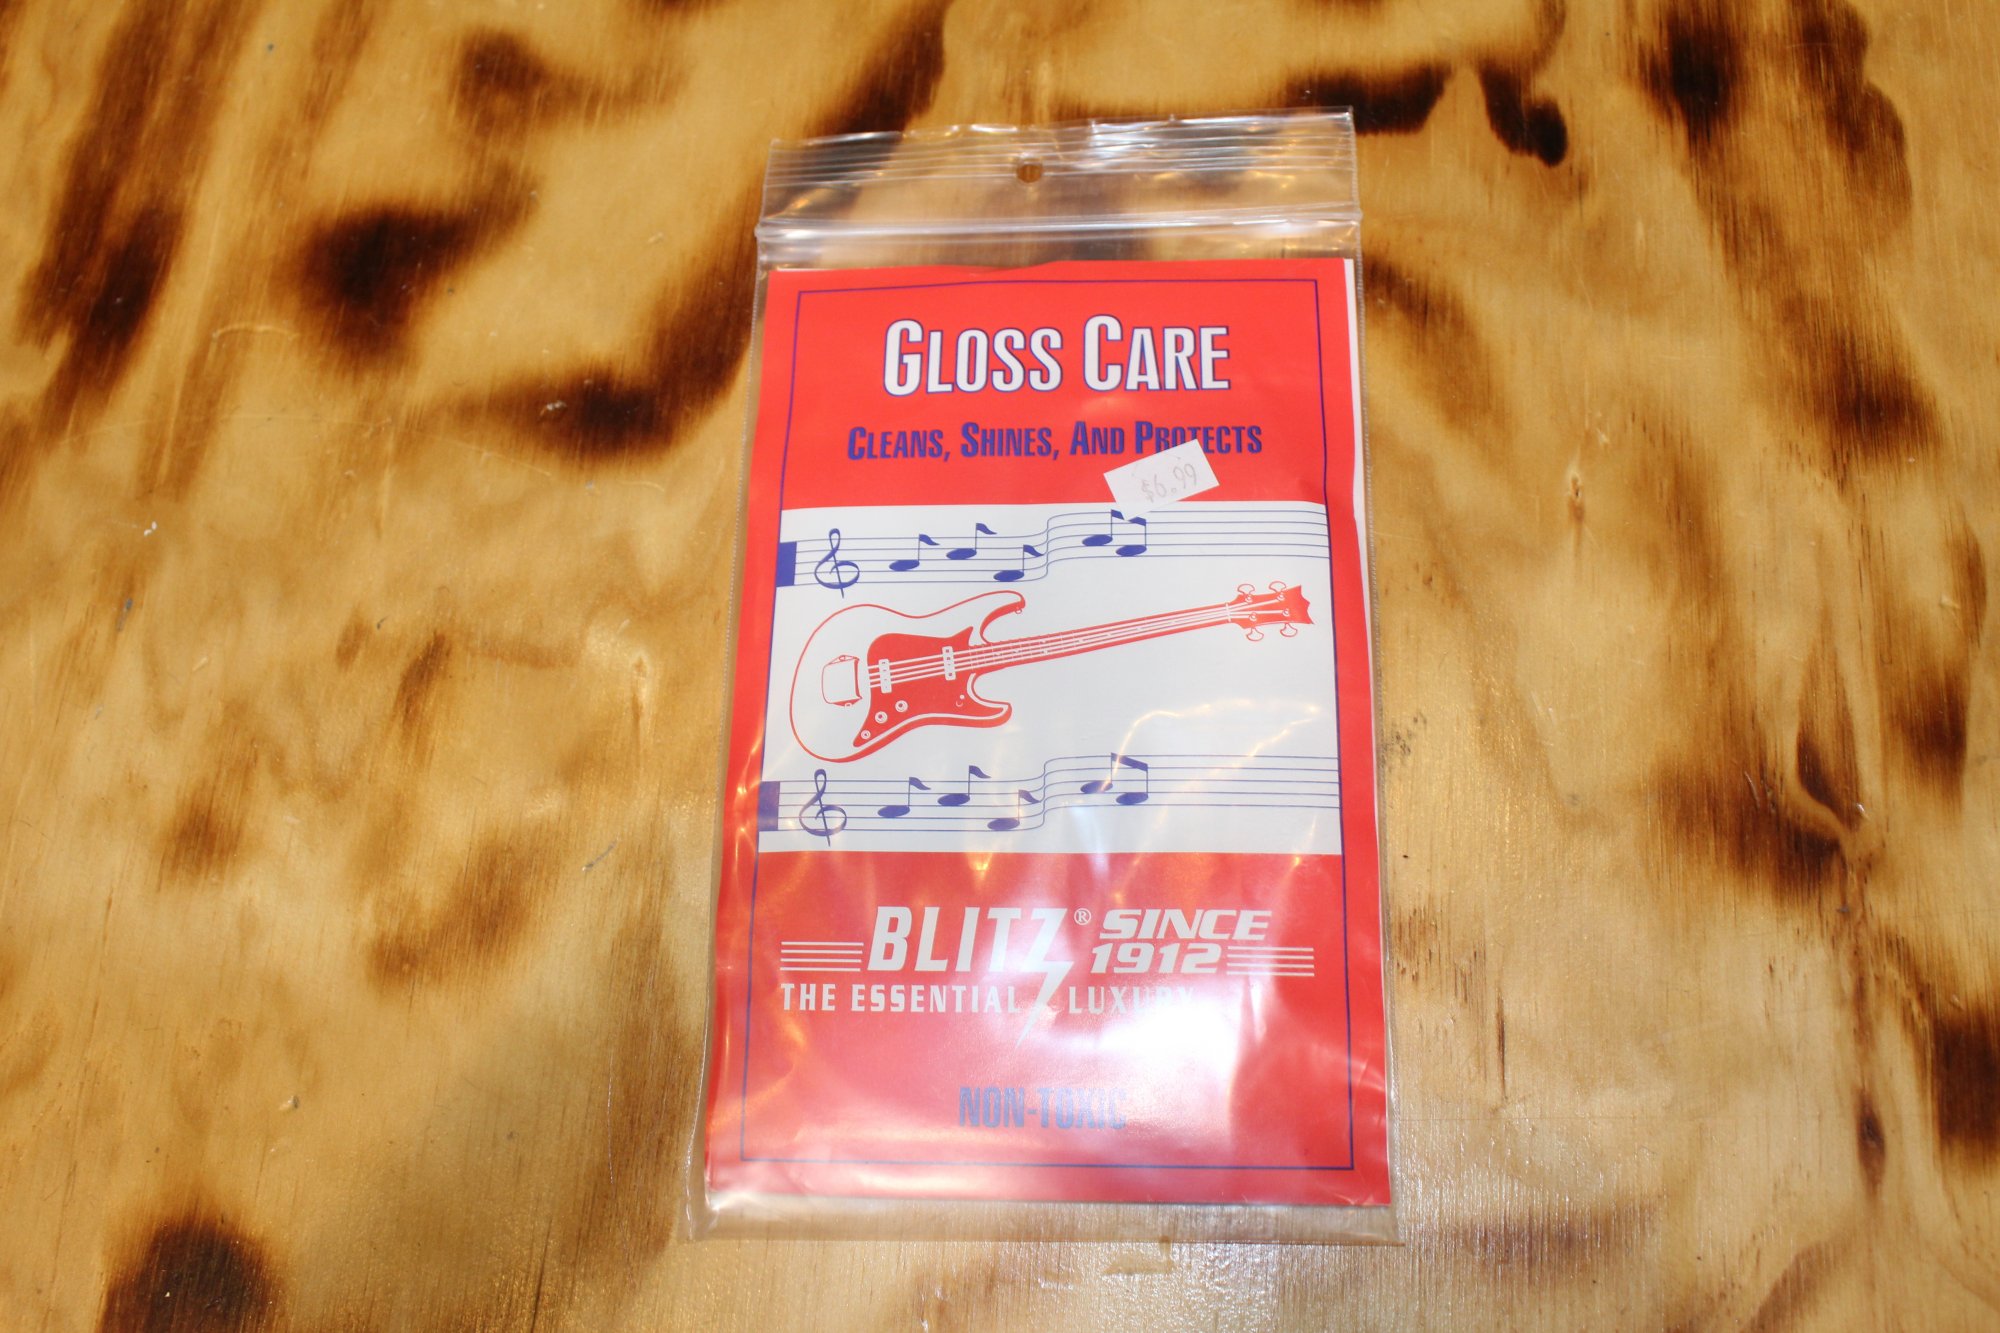 GLOSS CARE
CLEANS, SHINES, AND PROTECTS
$6.99
BLITZ® SINCE 1912
THE ESSENTIAL LUXURY
NON-TOXIC